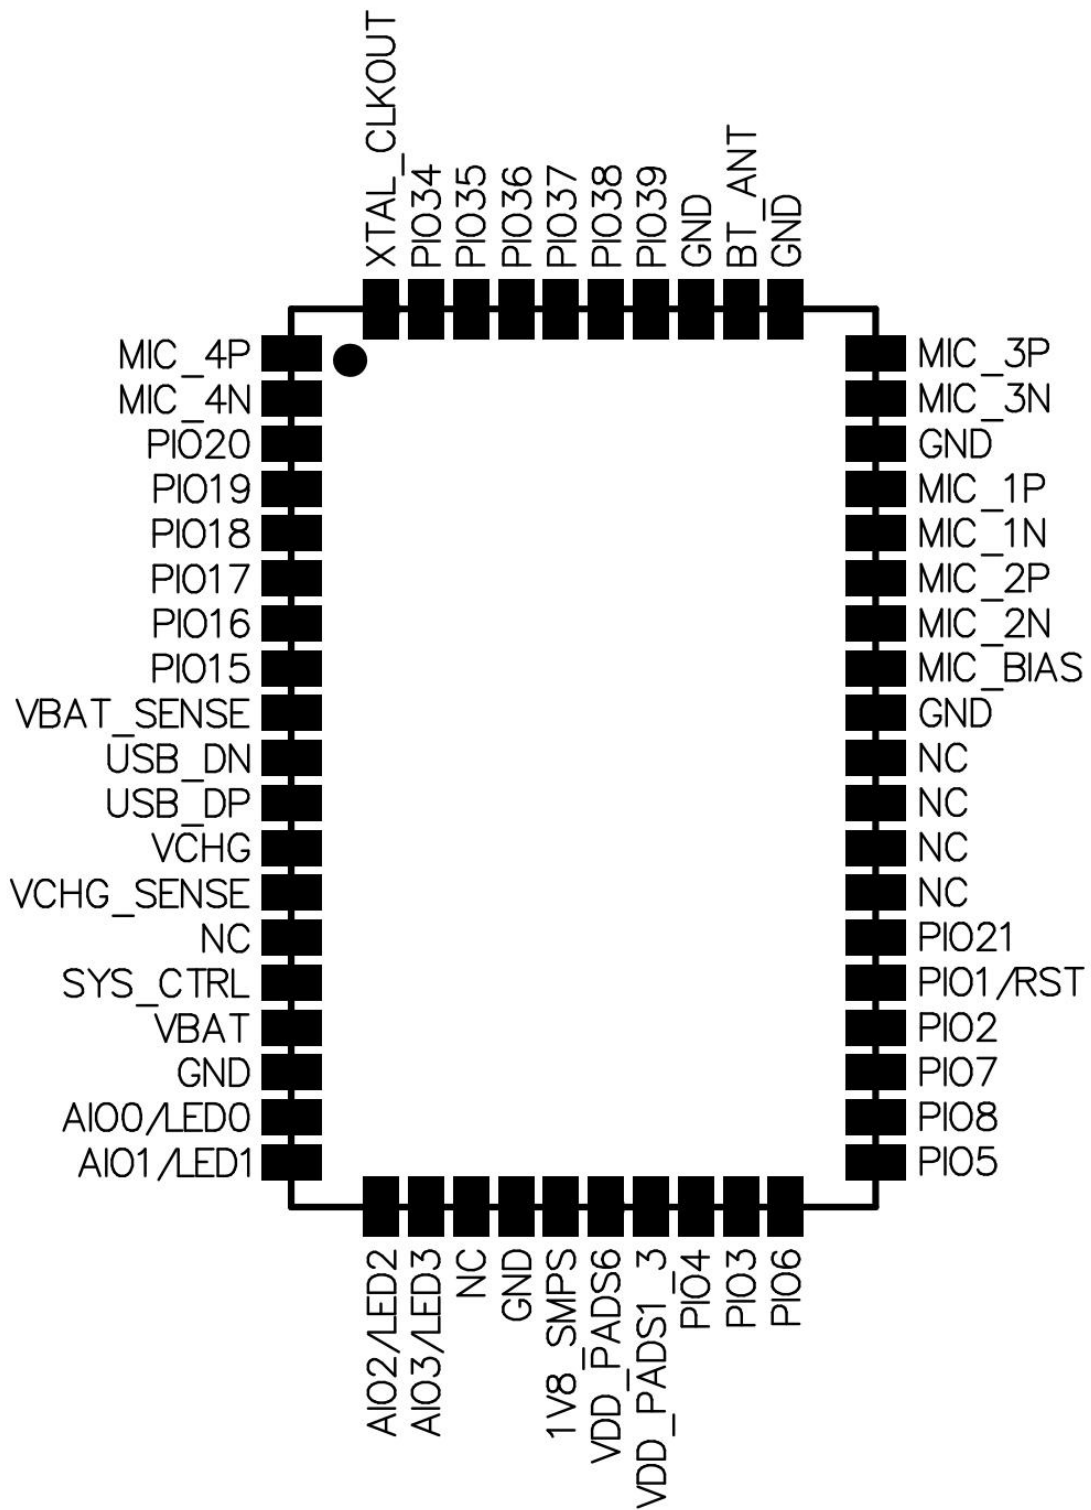 XTAL_CLKOUT
PIO34
PIO35
PIO36
PIO37
PIO38
PIO39
GND
BT_ANT
GND
MIC_4P
MIC_4N
PIO20
PIO19
PIO18
PIO17
PIO16
PIO15
VBAT_SENSE
USB_DN
USB_DP
VCHG
VCHG_SENSE
NC
SYS_CTRL
VBAT
GND
AIO0/LED0
AIO1/LED1
MIC_3P
MIC_3N
GND
MIC_1P
MIC_1N
MIC_2P
MIC_2N
MIC_BIAS
GND
NC
NC
NC
NC
PIO21
PIO1/RST
PIO2
PIO7
PIO8
PIO5
AIO2/LED2
AIO3/LED3
NC
GND
1V8_SMPS
VDD_PADS6
VDD_PADS1_3
PIO4
PIO3
PIO6